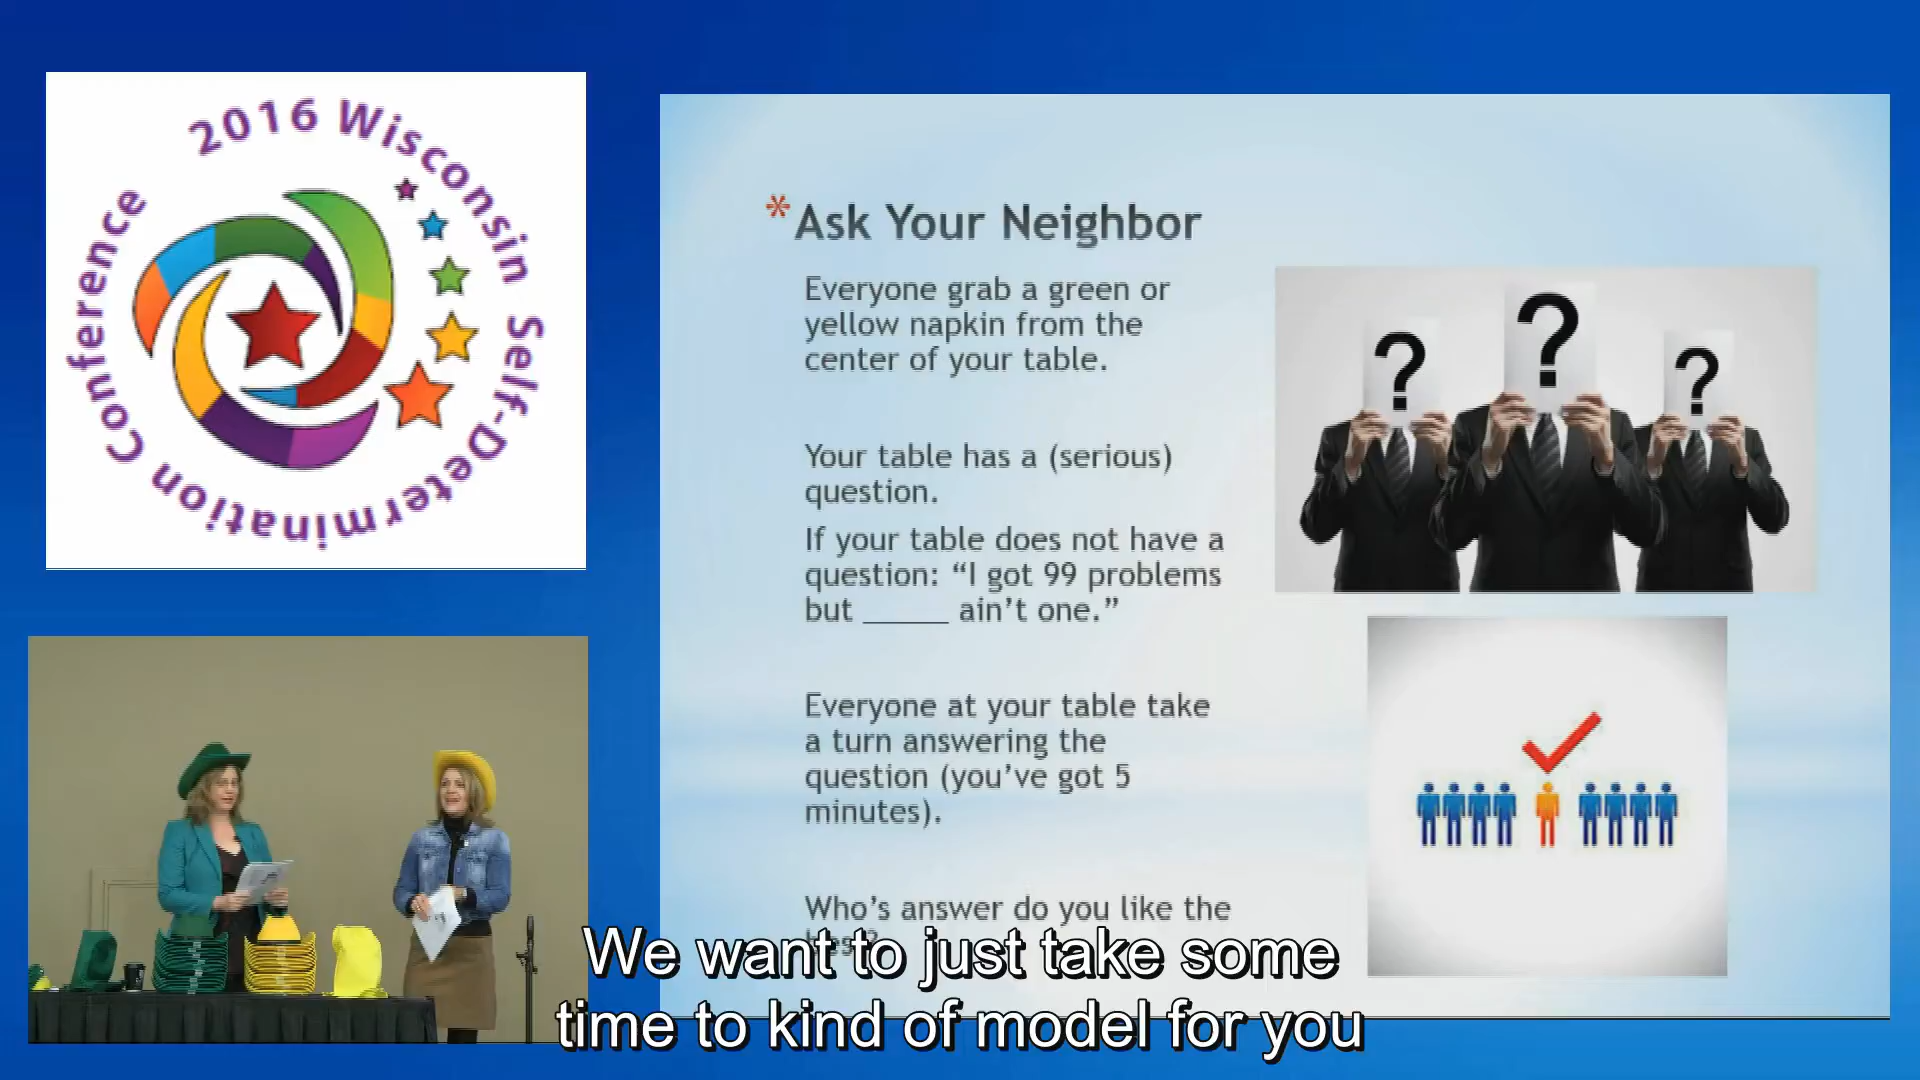 2016 Wisconsin Self-Determination Conference
*Ask Your Neighbor
Everyone grab a green or
yellow napkin from the
center of your table.
Your table has a (serious)
question.
If your table does not have a
question: “I got 99 problems
but _____ ain’t one.”
Everyone at your table take
a turn answering the
question (you’ve got 5
minutes).
Who’s answer do you like the
?
?
?
We want to just take some
time to kind of model for you